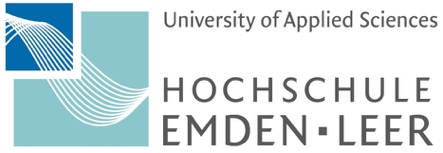 University of Applied Sciences
HOCHSCHULE
EMDEN▪LEER